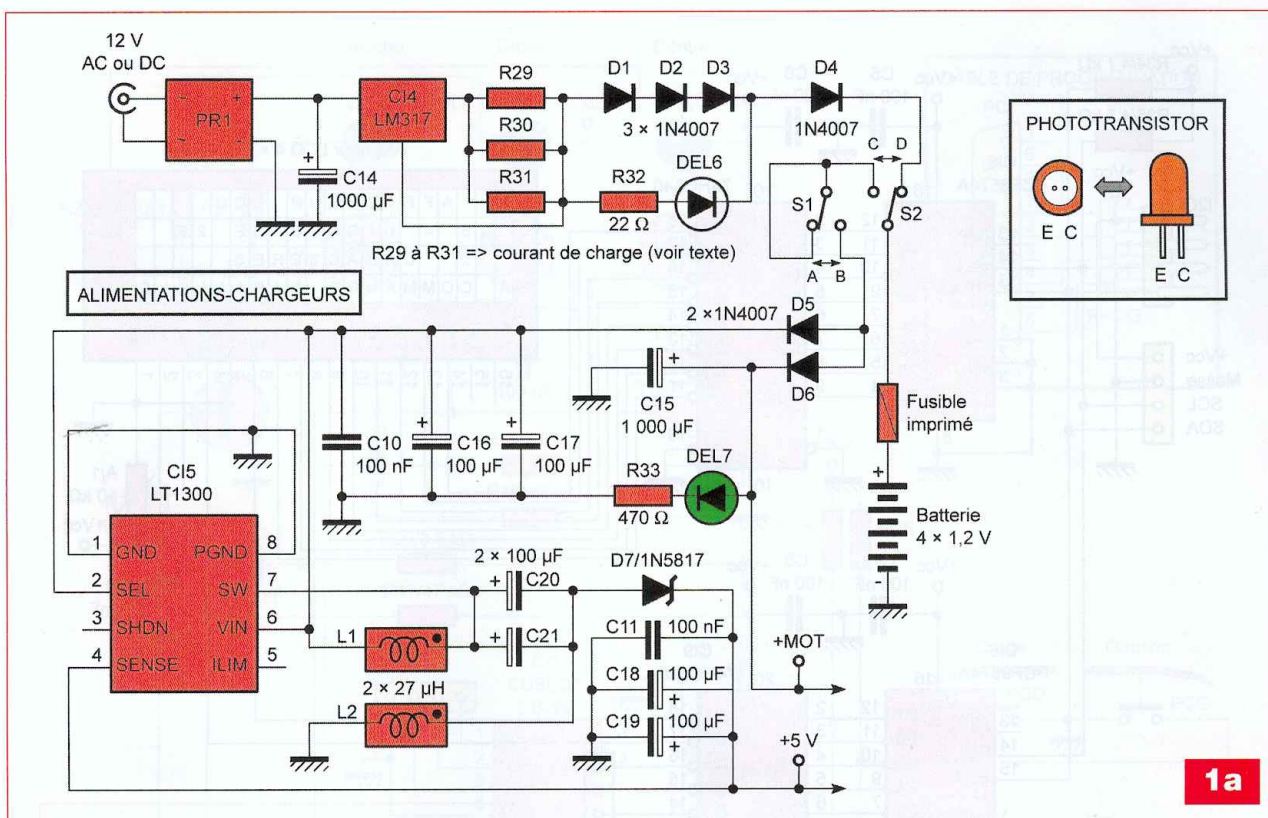 12 V
AC ou DC
PR1
-
+
-
-
CI4
LM317
+
C14
1000 µF
R29
R30
R31
D1
D2
D3
3 × 1N4007
D4
1N4007
R32
22 Ω
DEL6
R29 à R31 => courant de charge (voir texte)
C
D
S1
S2
A
B
PHOTOTRANSISTOR
E C
E C
ALIMENTATIONS-CHARGEURS
2 ×1N4007
D5
D6
+
C15
1 000 µF
C10
100 nF
+
C16
100 µF
+
C17
100 µF
R33
470 Ω
DEL7
Fusible
imprimé
+
Batterie
4 × 1,2 V
-
CI5
LT1300
1
GND
PGND
8
2
SEL
SW
7
3
SHDN
VIN
6
4
SENSE
ILIM
5
L1
2 × 27 µH
L2
2 × 100 µF
+
C20
+
C21
D7/1N5817
C11
100 nF
C18
100 µF
+
C19
100 µF
+
+MOT
+5 V
1a